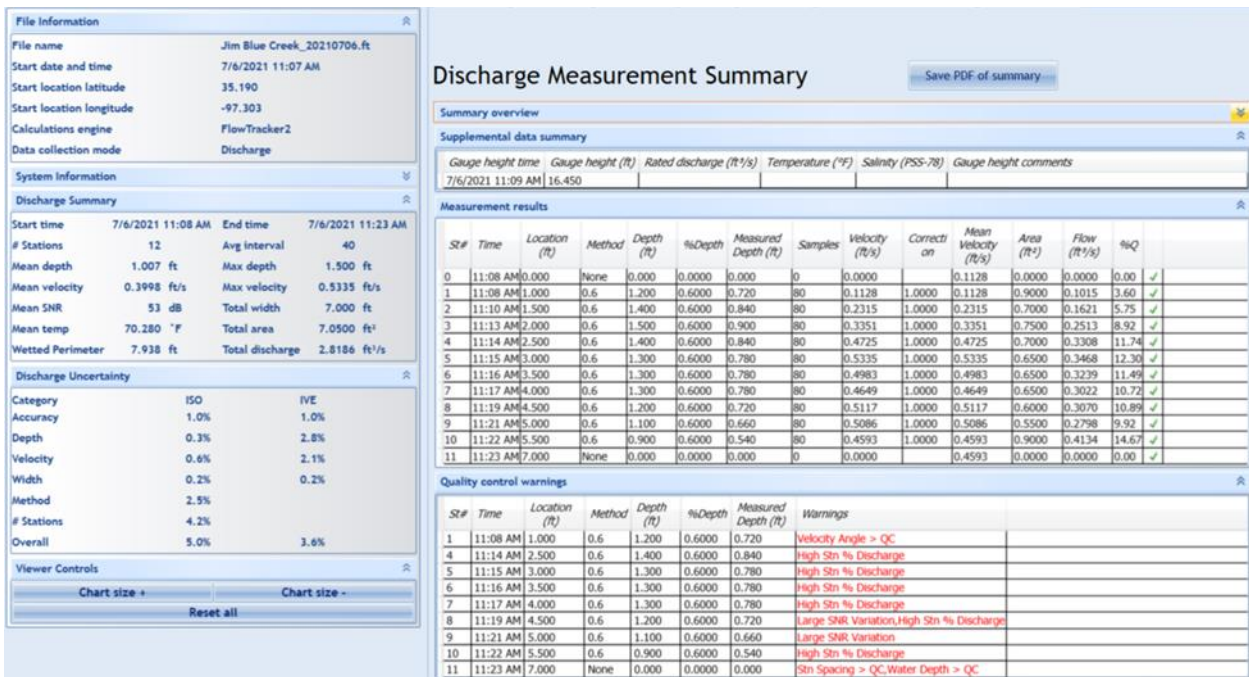 File Information
File name Jim Blue Creek_20210706.ft
Start date and time 7/6/2021 11:07 AM
Start location latitude 35.190
Start location longitude -97.303
Calculations engine FlowTracker2
Data collection mode Discharge
System Information
Discharge Summary
Start time 7/6/2021 11:08 AM End time 7/6/2021 11:23 AM
# Stations 12 Avg interval 40
Mean depth 1.007 ft Max depth 1.500 ft
Mean velocity 0.3998 ft/s Max velocity 0.5335 ft/s
Mean SNR 53 dB Total width 7.000 ft
Mean temp 70.280 °F Total area 7.0500 ft²
Wetted Perimeter 7.938 ft Total discharge 2.8186 ft³/s
Discharge Uncertainty
Category ISO IVE
Accuracy 1.0% 1.0%
Depth 0.3% 2.8%
Velocity 0.6% 2.1%
Width 0.2% 0.2%
Method 2.5%
# Stations 4.2%
Overall 5.0% 3.6%
Viewer Controls
Chart size + Chart size -
Reset all
Discharge Measurement Summary
Save PDF of summary
Summary overview
Supplemental data summary
Gauge height time Gauge height (ft) Rated discharge (ft³/s) Temperature (°F) Salinity (PSS-78) Gauge height comments
7/6/2021 11:09 AM 16.450
Measurement results
St# Time Location (ft) Method Depth (ft) %Depth Measured Depth (ft) Samples Velocity (ft/s) Correcti on Mean Velocity (ft/s) Area (ft²) Flow (ft³/s) %Q
0 11:08 AM 0.000 None 0.000 0.0000 0.000 0 0.0000 0.1128 0.0000 0.0000 0.00 ✓
1 11:08 AM 1.000 0.6 1.200 0.6000 0.720 80 0.1128 1.0000 0.1128 0.9000 0.1015 3.60 ✓
2 11:10 AM 1.500 0.6 1.400 0.6000 0.840 80 0.2315 1.0000 0.2315 0.7000 0.1621 5.75 ✓
3 11:13 AM 2.000 0.6 1.500 0.6000 0.900 80 0.3351 1.0000 0.3351 0.7500 0.2513 8.92 ✓
4 11:14 AM 2.500 0.6 1.400 0.6000 0.840 80 0.4725 1.0000 0.4725 0.7000 0.3308 11.74 ✓
5 11:15 AM 3.000 0.6 1.300 0.6000 0.780 80 0.5335 1.0000 0.5335 0.6500 0.3468 12.30 ✓
6 11:16 AM 3.500 0.6 1.300 0.6000 0.780 80 0.4983 1.0000 0.4983 0.6500 0.3239 11.49 ✓
7 11:17 AM 4.000 0.6 1.300 0.6000 0.780 80 0.4649 1.0000 0.4649 0.6500 0.3022 10.72 ✓
8 11:19 AM 4.500 0.6 1.200 0.6000 0.720 80 0.5117 1.0000 0.5117 0.6000 0.3070 10.89 ✓
9 11:21 AM 5.000 0.6 1.100 0.6000 0.660 80 0.5086 1.0000 0.5086 0.5500 0.2798 9.92 ✓
10 11:22 AM 5.500 0.6 0.900 0.6000 0.540 80 0.4593 1.0000 0.4593 0.9000 0.4134 14.67 ✓
11 11:23 AM 7.000 None 0.000 0.0000 0.000 0 0.0000 0.4593 0.0000 0.0000 0.00 ✓
Quality control warnings
St# Time Location (ft) Method Depth (ft) %Depth Measured Depth (ft) Warnings
1 11:08 AM 1.000 0.6 1.200 0.6000 0.720 Velocity Angle > QC
4 11:14 AM 2.500 0.6 1.400 0.6000 0.840 High Stn % Discharge
5 11:15 AM 3.000 0.6 1.300 0.6000 0.780 High Stn % Discharge
6 11:16 AM 3.500 0.6 1.300 0.6000 0.780 High Stn % Discharge
7 11:17 AM 4.000 0.6 1.300 0.6000 0.780 High Stn % Discharge
8 11:19 AM 4.500 0.6 1.200 0.6000 0.720 Large SNR Variation,High Stn % Discharge
9 11:21 AM 5.000 0.6 1.100 0.6000 0.660 Large SNR Variation
10 11:22 AM 5.500 0.6 0.900 0.6000 0.540 High Stn % Discharge
11 11:23 AM 7.000 None 0.000 0.0000 0.000 Stn Spacing > QC,Water Depth > QC